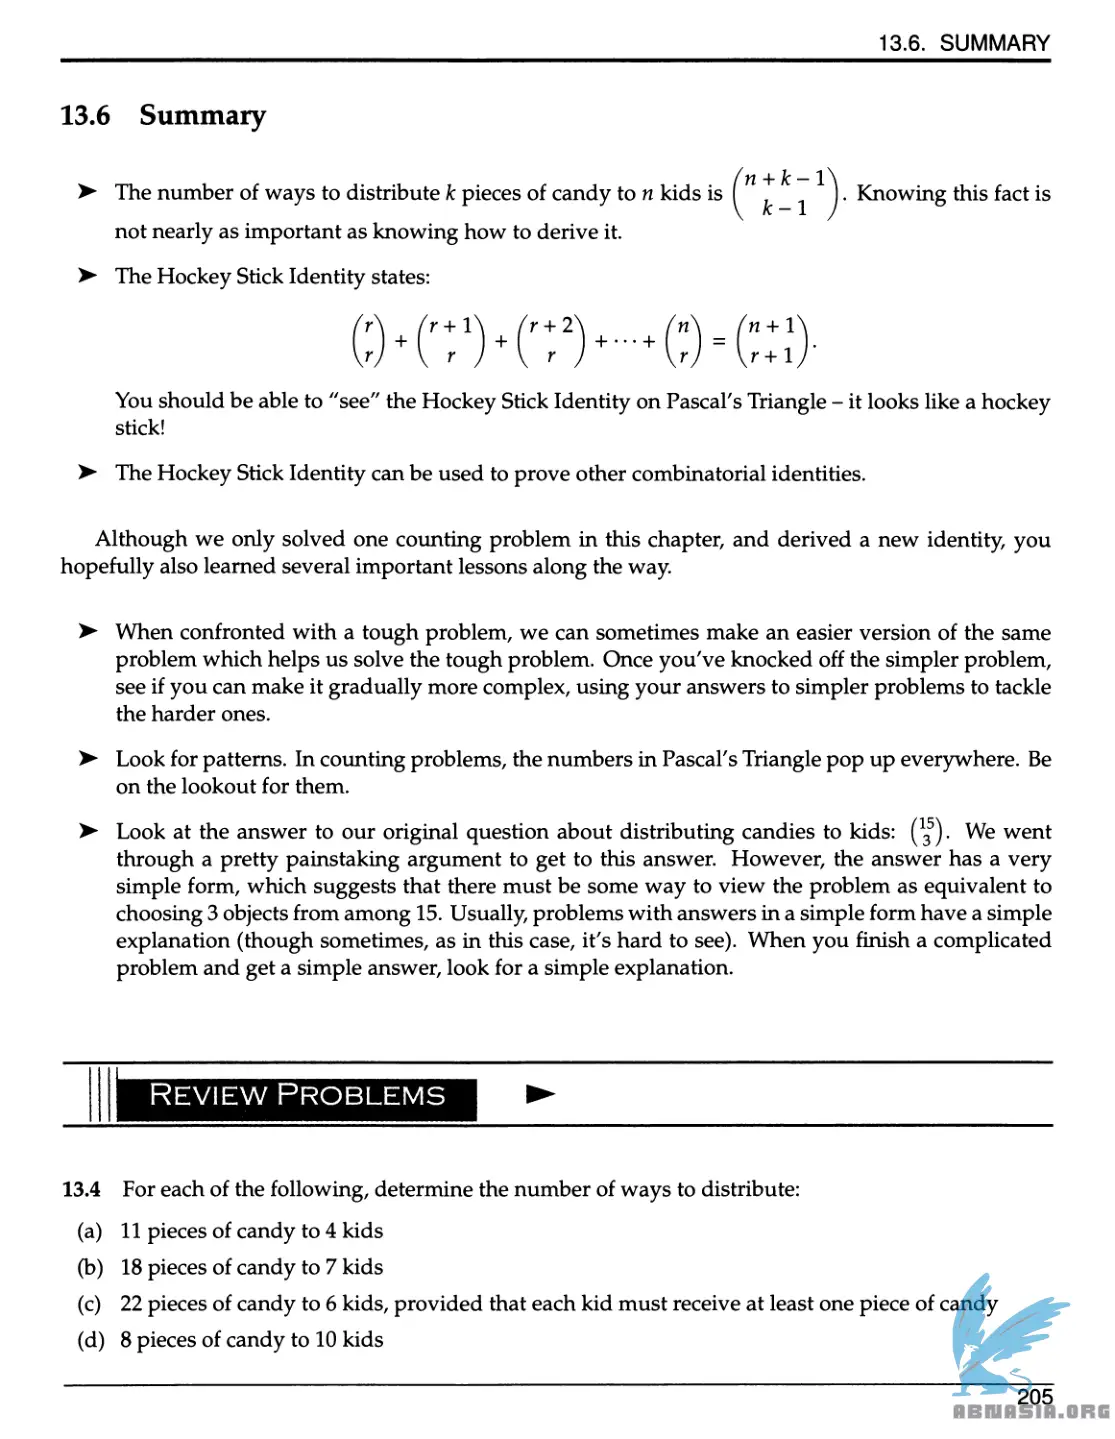 13.6. SUMMARY
13.6 Summary
➤ The number of ways to distribute k pieces of candy to n kids is \binom{n+k-1}{k-1}. Knowing this fact is
not nearly as important as knowing how to derive it.
➤ The Hockey Stick Identity states:
\binom{r}{r} + \binom{r+1}{r} + \binom{r+2}{r} + ··· + \binom{n}{r} = \binom{n+1}{r+1}.
You should be able to "see" the Hockey Stick Identity on Pascal's Triangle – it looks like a hockey
stick!
➤ The Hockey Stick Identity can be used to prove other combinatorial identities.
Although we only solved one counting problem in this chapter, and derived a new identity, you
hopefully also learned several important lessons along the way.
➤ When confronted with a tough problem, we can sometimes make an easier version of the same
problem which helps us solve the tough problem. Once you've knocked off the simpler problem,
see if you can make it gradually more complex, using your answers to simpler problems to tackle
the harder ones.
➤ Look for patterns. In counting problems, the numbers in Pascal's Triangle pop up everywhere. Be
on the lookout for them.
➤ Look at the answer to our original question about distributing candies to kids: \binom{15}{3}. We went
through a pretty painstaking argument to get to this answer. However, the answer has a very
simple form, which suggests that there must be some way to view the problem as equivalent to
choosing 3 objects from among 15. Usually, problems with answers in a simple form have a simple
explanation (though sometimes, as in this case, it's hard to see). When you finish a complicated
problem and get a simple answer, look for a simple explanation.
REVIEW PROBLEMS ►
13.4 For each of the following, determine the number of ways to distribute:
(a) 11 pieces of candy to 4 kids
(b) 18 pieces of candy to 7 kids
(c) 22 pieces of candy to 6 kids, provided that each kid must receive at least one piece of candy
(d) 8 pieces of candy to 10 kids
205
ABMASIA.ORG